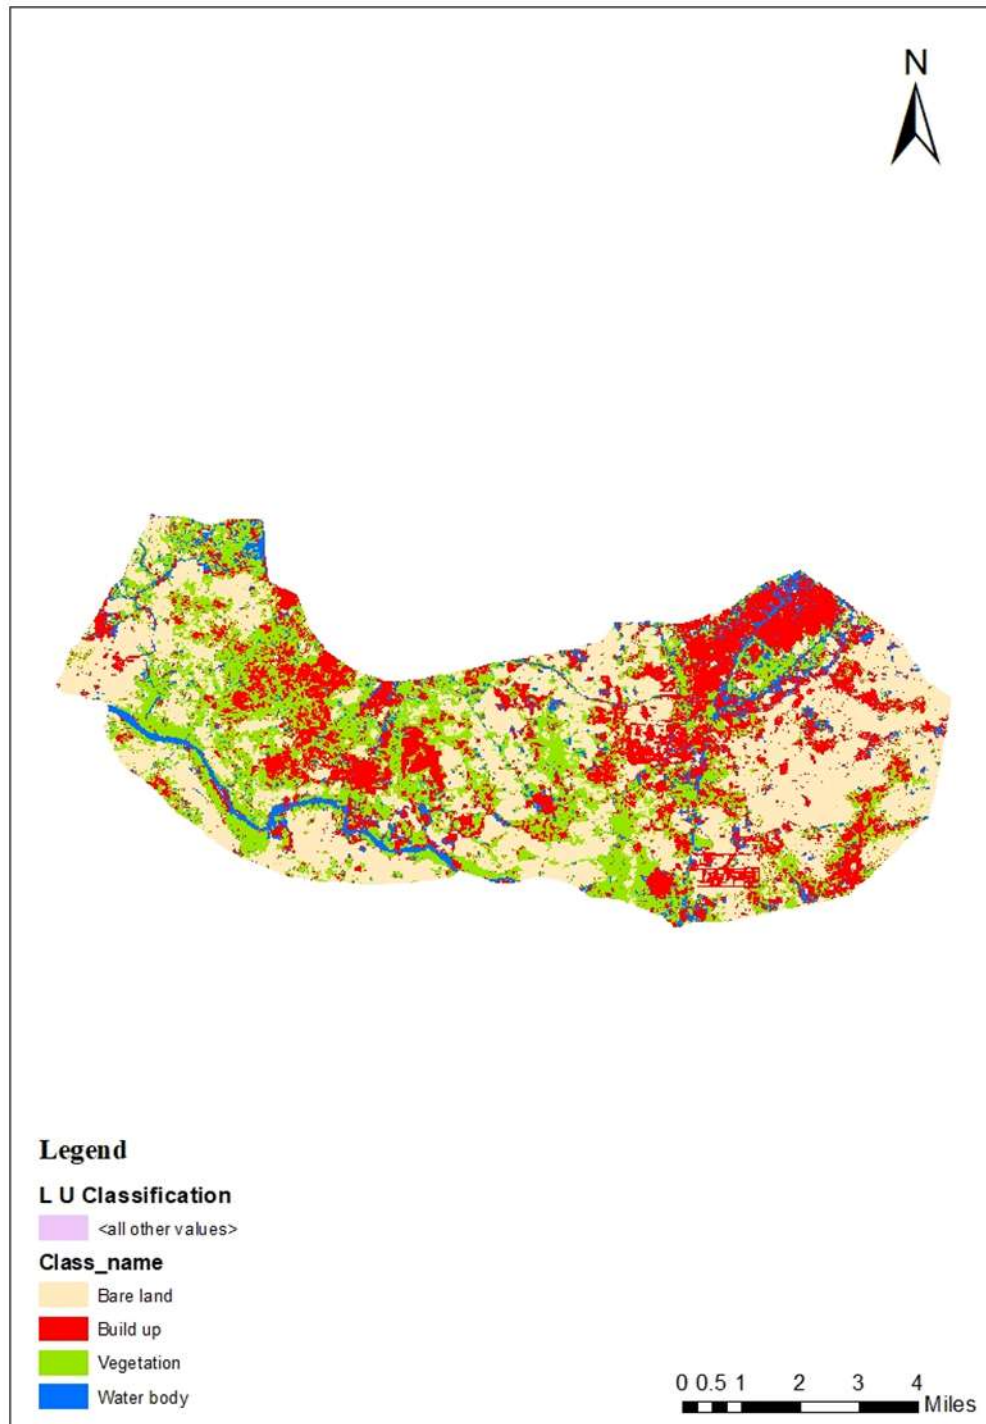 N
Legend
L U Classification
<all other values>
Class_name
Bare land
Build up
Vegetation
Water body
0 0.5 1 2 3 4
Miles